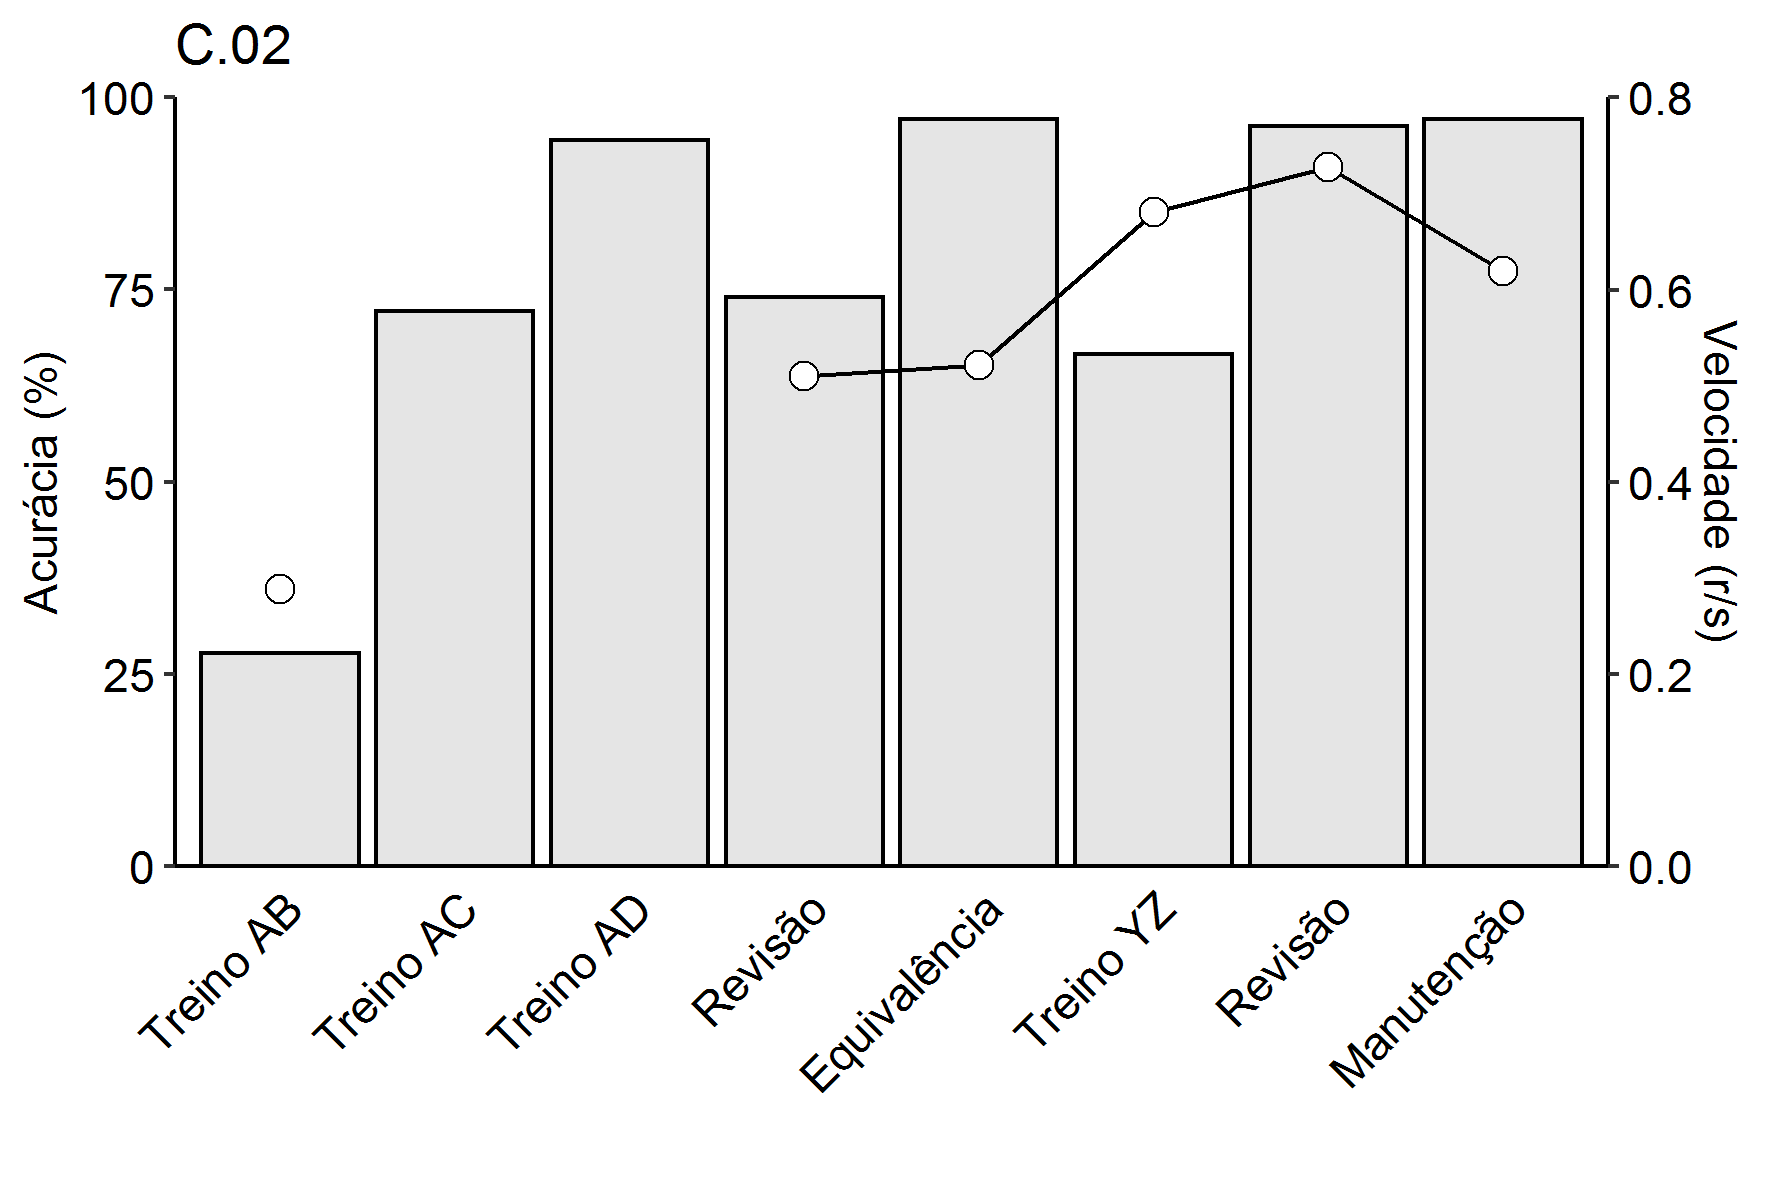 C.02
100
75
50
25
0
Acurácia (%)
0.8
0.6
0.4
0.2
0.0
Velocidade (r/s)
Treino AB
Treino AC
Treino AD
Revisão
Equivalência
Treino YZ
Revisão
Manutenção